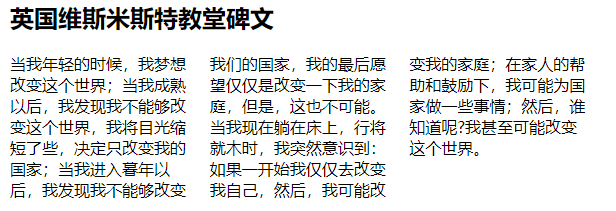 英国维斯米斯特教堂碑文
当我年轻的时候，我梦想
改变这个世界；当我成熟
以后，我发现我不能够改
变这个世界，我将目光缩
短了些，决定只改变我的
国家；当我进入暮年以
后，我发现我不能够改变
我们的国家，我的最后愿
望仅仅是改变一下我的家
庭，但是，这也不可能。
当我现在躺在床上，行将
就木时，我突然意识到：
如果一开始我仅仅去改变
我自己，然后，我可能改
变我的家庭；在家人的帮
助和鼓励下，我可能为国
家做一些事情；然后，谁
知道呢?我甚至可能改变
这个世界。